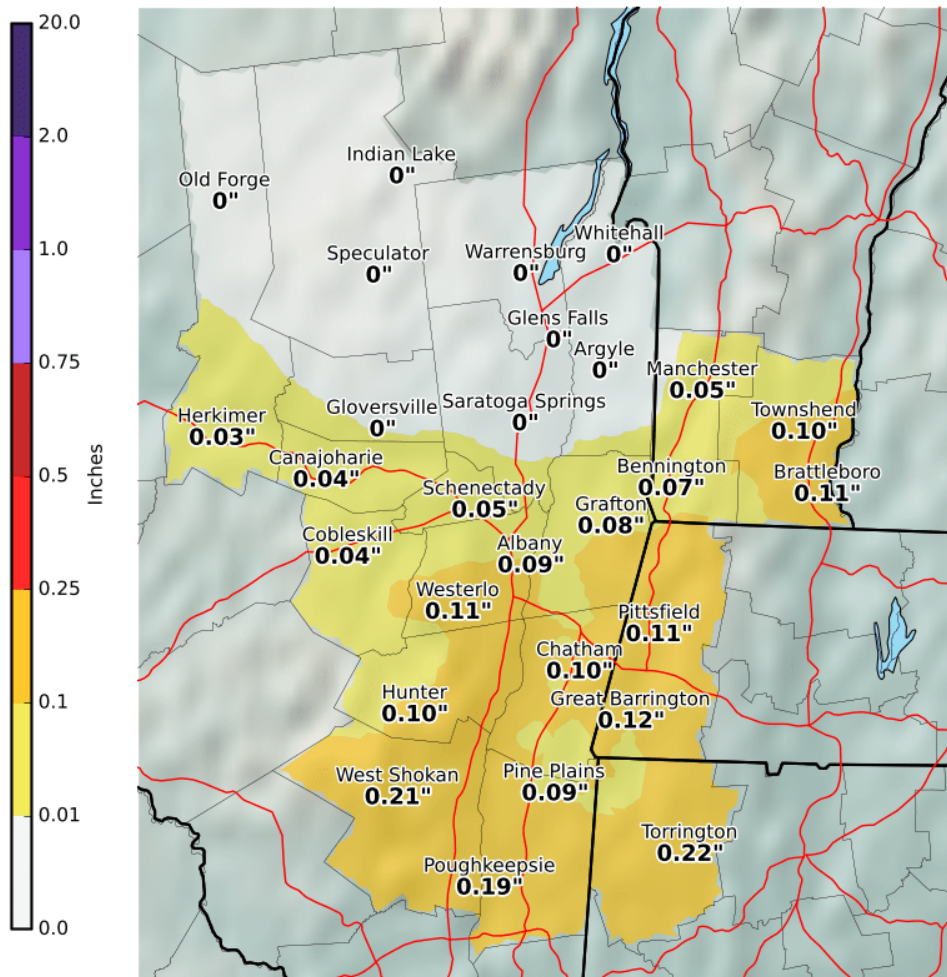 20.0
2.0
1.0
0.75
0.5
0.25
0.1
0.01
0.0
Inches
Indian Lake
0"
Old Forge
0"
Whitehall
0"
Speculator
0"
Warrensburg
0"
Glens Falls
0"
Argyle
0"
Manchester
0.05"
Gloversville
0"
Saratoga Springs
0"
Herkimer
0.03"
Townshend
0.10"
Canajoharie
0.04"
Bennington
0.07"
Brattleboro
0.11"
Schenectady
0.05"
Grafton
0.08"
Cobleskill
0.04"
Albany
0.09"
Westerlo
0.11"
Pittsfield
0.11"
Chatham
0.10"
Hunter
0.10"
Great Barrington
0.12"
West Shokan
0.21"
Pine Plains
0.09"
Torrington
0.22"
Poughkeepsie
0.19"